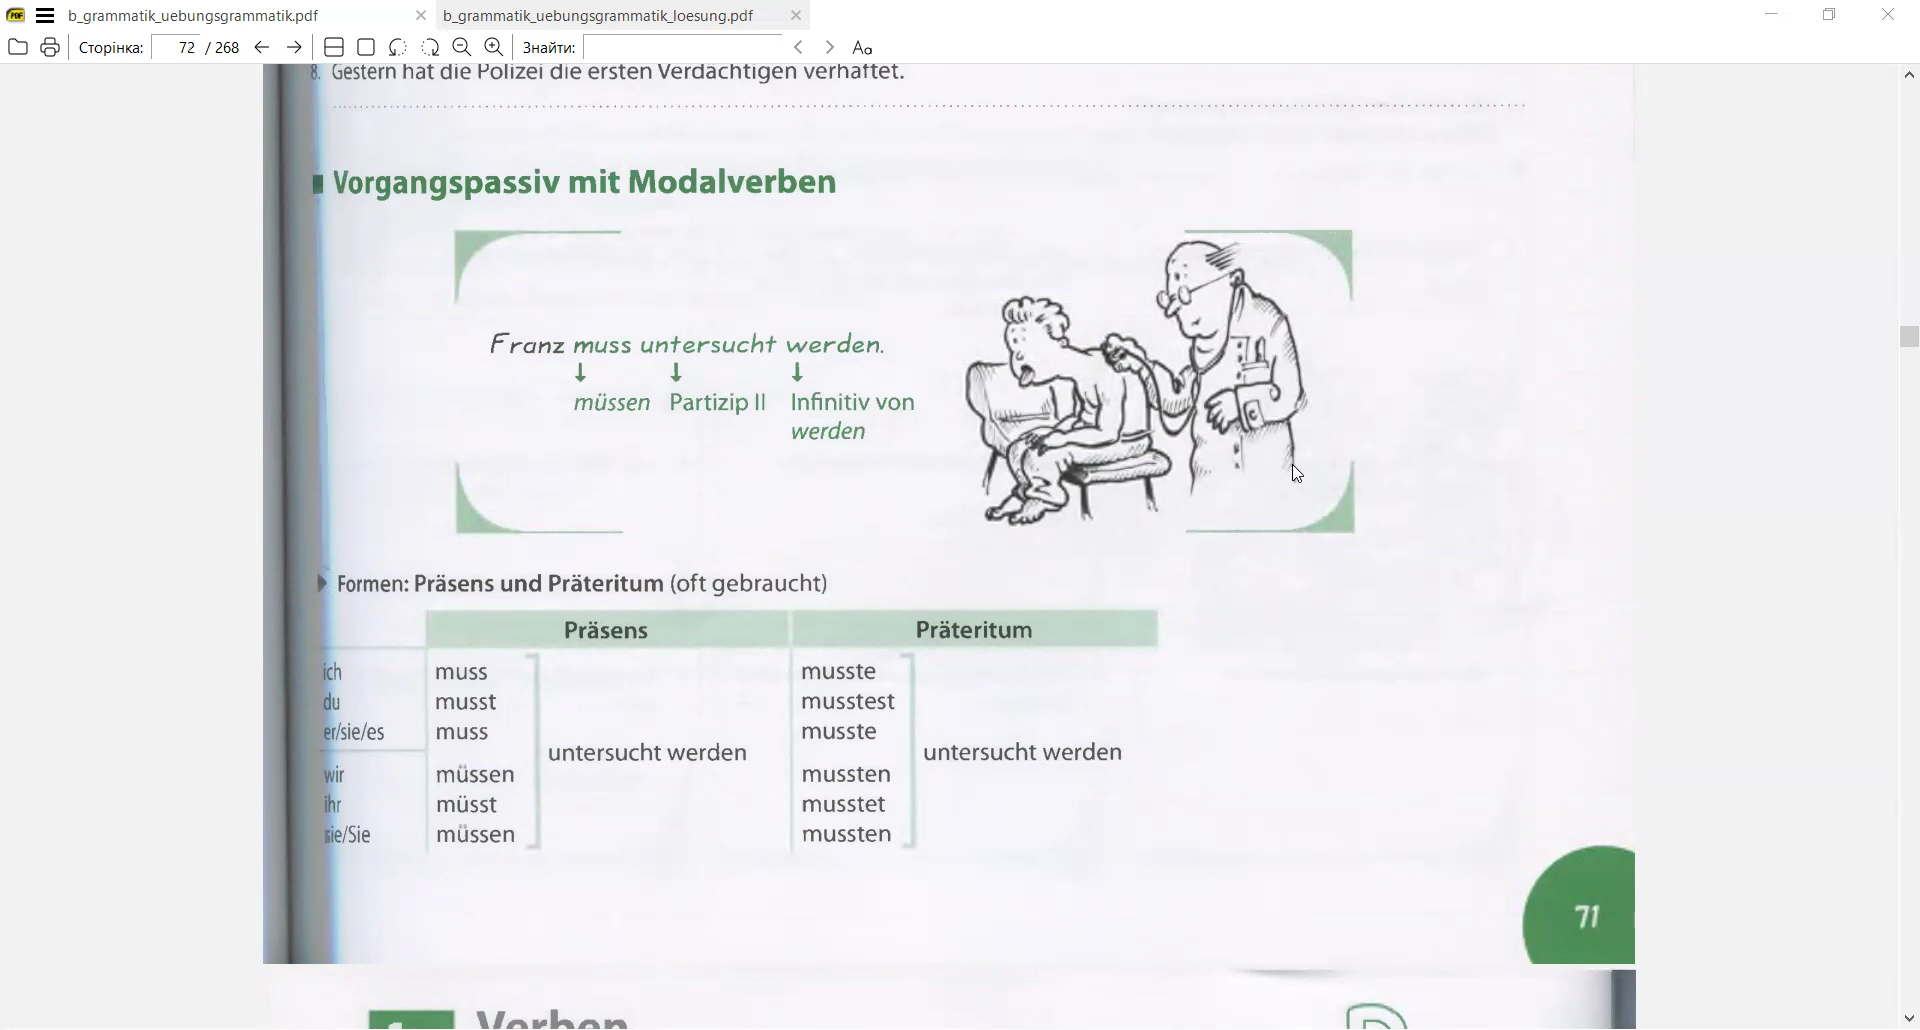 b_grammatik_uebungsgrammatik.pdf
b_grammatik_uebungsgrammatik_loesung.pdf
Сторінка: 72 / 268
Знайти:
8. Gestern hat die Polizei die ersten Verdächtigen verhaftet.
Vorgangspassiv mit Modalverben
Franz muss untersucht werden.
müssen Partizip II Infinitiv von
werden
Formen: Präsens und Präteritum (oft gebraucht)
Präsens Präteritum
ich muss musste
du musst musstest
er/sie/es muss musste
untersucht werden untersucht werden
wir müssen mussten
ihr müsst musstet
sie/Sie müssen mussten
71
Verben